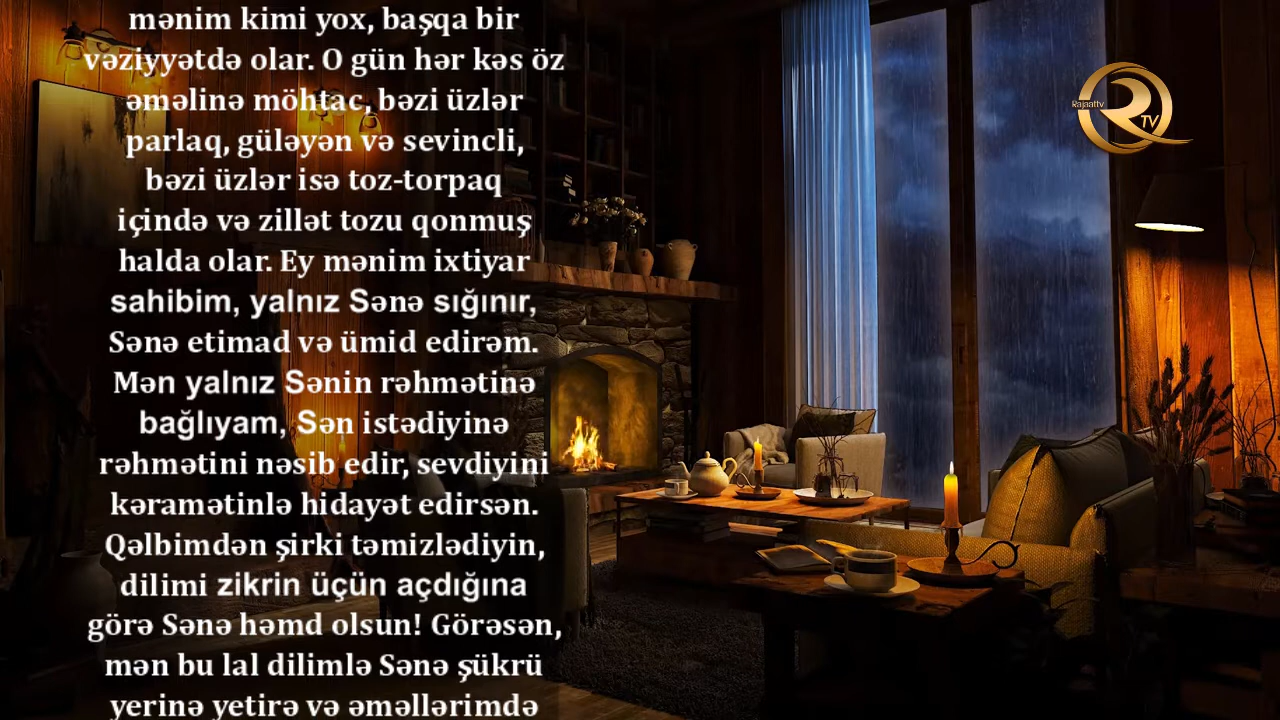 mənim kimi yox, başqa bir
vəziyyətdə olar. O gün hər kəs öz
əməlinə möhtac, bəzi üzlər
parlaq, güləyən və sevincli,
bəzi üzlər isə toz-torpaq
içində və zillət tozu qonmuş
halda olar. Ey mənim ixtiyar
sahibim, yalnız Sənə sığınır,
Sənə etimad və ümid edirəm.
Mən yalnız Sənin rəhmətinə
bağlıyam, Sən istədiyinə
rəhmətini nəsib edir, sevdiyini
kəramətinlə hidayət edirsən.
Qəlbimdən şirki təmizlədiyin,
dilimi zikrin üçün açdığına
görə Sənə həmd olsun! Görəsən,
mən bu lal dilimlə Sənə şükrü
yerinə yetirə və əməllərimdə
Rajaattv
TV